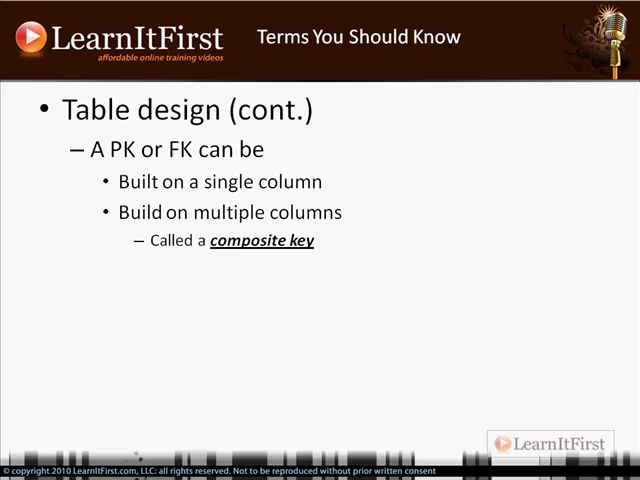 LearnItFirst
affordable online training videos
Terms You Should Know
• Table design (cont.)
– A PK or FK can be
• Built on a single column
• Build on multiple columns
– Called a composite key
LearnItFirst
© copyright 2010 LearnItFirst.com, LLC: all rights reserved. Not to be reproduced without prior written consent